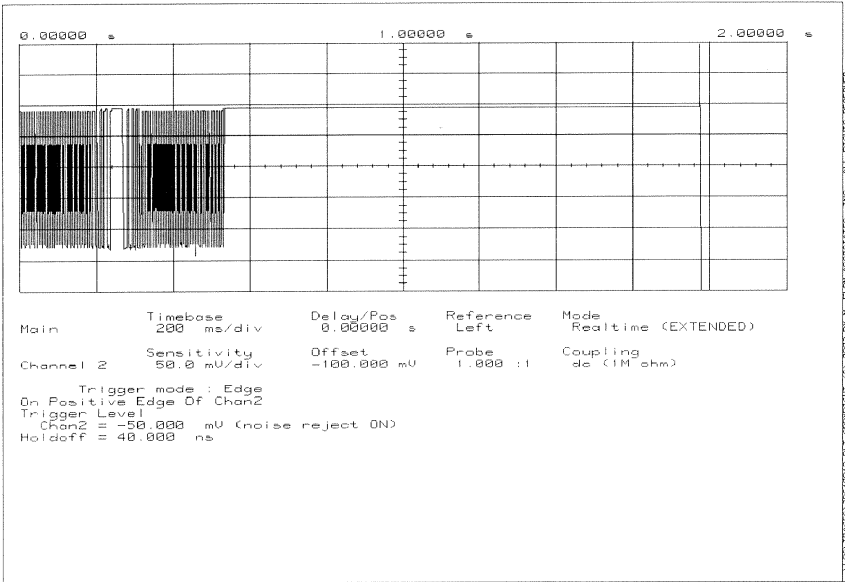 0.00000 s 1.00000 s 2.00000 s
Timebase Delay/Pos Reference Mode
Main 200 ms/div 0.00000 s Left Realtime (EXTENDED)
Sensitivity Offset Probe Coupling
Channel 2 50.0 mV/div -100.000 mV 1.000 :1 dc (1M ohm)
Trigger mode : Edge
On Positive Edge Of Chan2
Trigger Level
Chan2 = -50.000 mV (noise reject ON)
Holdoff = 40.000 ns